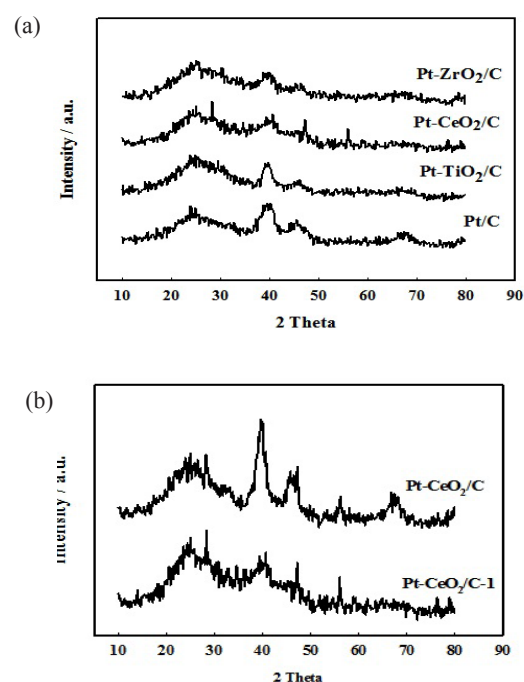 (a)
Pt-ZrO2/C
Pt-CeO2/C
Pt-TiO2/C
Pt/C
Intensity / a.u.
10 20 30 40 50 60 70 80 90
2 Theta
(b)
Pt-CeO2/C
Pt-CeO2/C-1
Intensity / a.u.
10 20 30 40 50 60 70 80 90
2 Theta